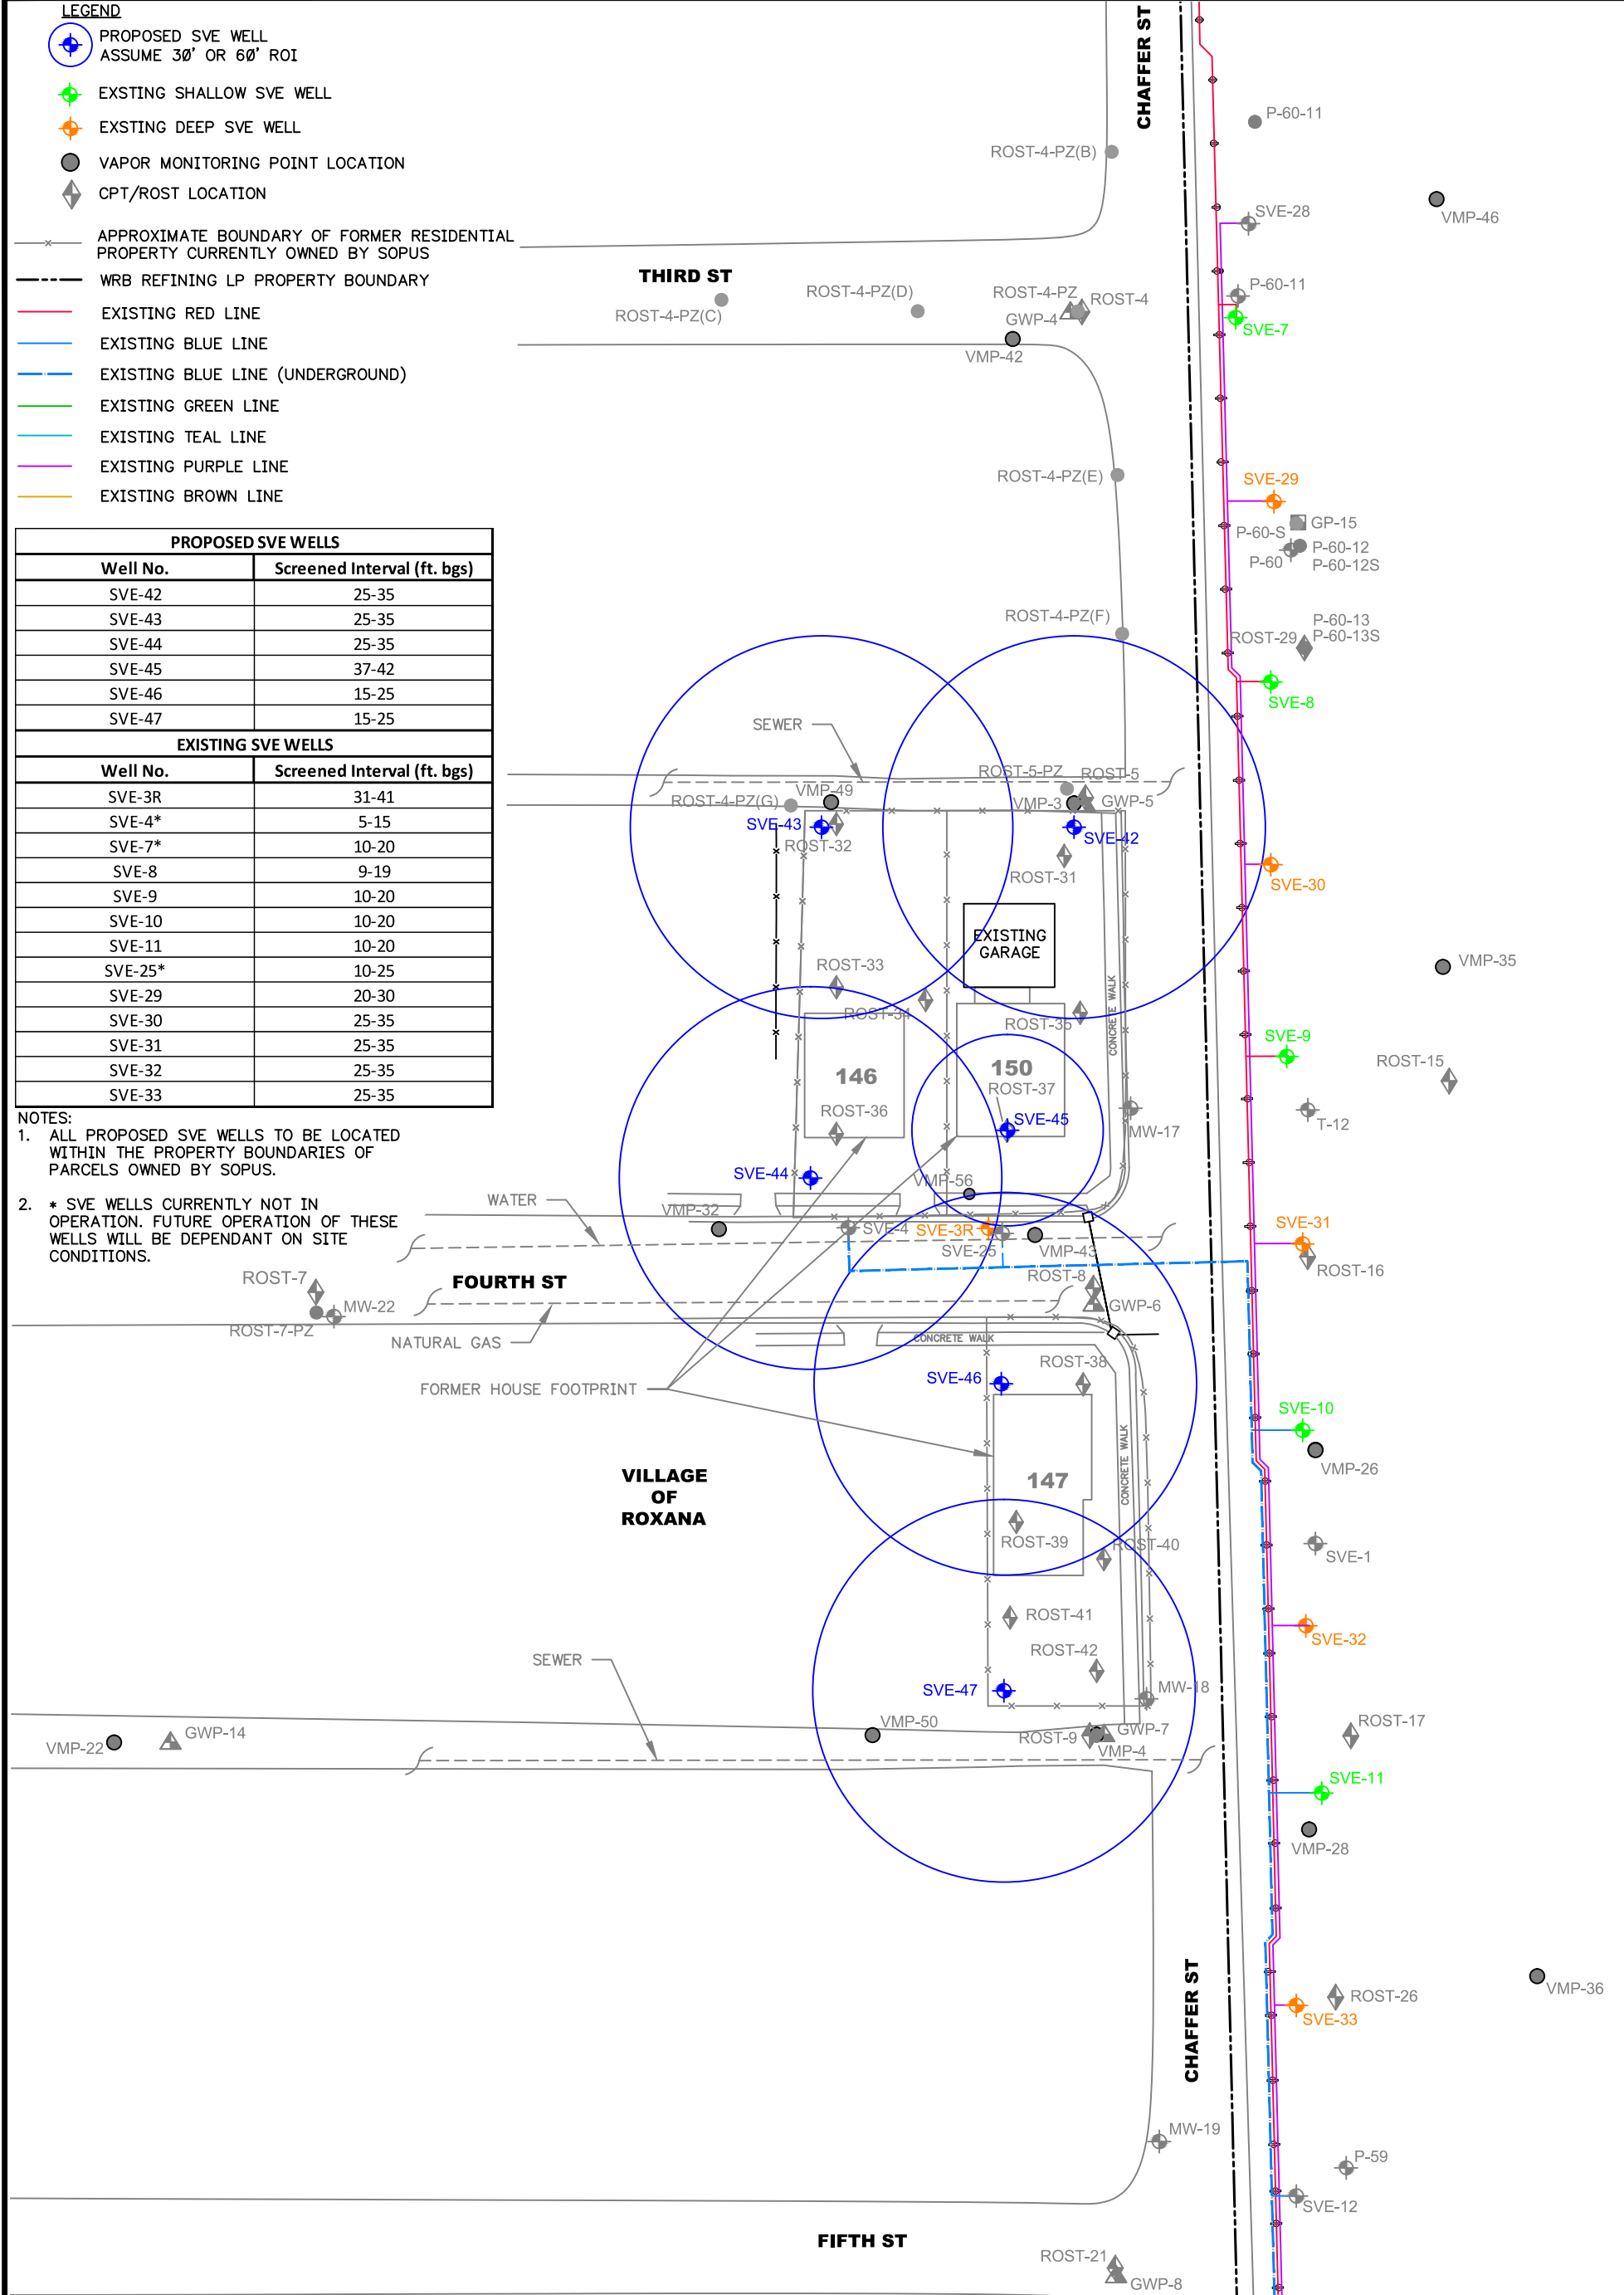 LEGEND
PROPOSED SVE WELL
ASSUME 30' OR 60' ROI
EXSTING SHALLOW SVE WELL
EXSTING DEEP SVE WELL
VAPOR MONITORING POINT LOCATION
CPT/ROST LOCATION
APPROXIMATE BOUNDARY OF FORMER RESIDENTIAL
PROPERTY CURRENTLY OWNED BY SOPUS
WRB REFINING LP PROPERTY BOUNDARY
EXISTING RED LINE
EXISTING BLUE LINE
EXISTING BLUE LINE (UNDERGROUND)
EXISTING GREEN LINE
EXISTING TEAL LINE
EXISTING PURPLE LINE
EXISTING BROWN LINE
PROPOSED SVE WELLS
Well No. Screened Interval (ft. bgs)
SVE-42 25-35
SVE-43 25-35
SVE-44 25-35
SVE-45 37-42
SVE-46 15-25
SVE-47 15-25
EXISTING SVE WELLS
Well No. Screened Interval (ft. bgs)
SVE-3R 31-41
SVE-4* 5-15
SVE-7* 10-20
SVE-8 9-19
SVE-9 10-20
SVE-10 10-20
SVE-11 10-20
SVE-25* 10-25
SVE-29 20-30
SVE-30 25-35
SVE-31 25-35
SVE-32 25-35
SVE-33 25-35
NOTES:
1. ALL PROPOSED SVE WELLS TO BE LOCATED
WITHIN THE PROPERTY BOUNDARIES OF
PARCELS OWNED BY SOPUS.
2. * SVE WELLS CURRENTLY NOT IN
OPERATION. FUTURE OPERATION OF THESE
WELLS WILL BE DEPENDANT ON SITE
CONDITIONS.
CHAFFER ST
P-60-11
ROST-4-PZ(B)
VMP-46
SVE-28
THIRD ST
ROST-4-PZ(C)
ROST-4-PZ(D)
ROST-4-PZ
ROST-4
GWP-4
VMP-42
P-60-11
SVE-7
ROST-4-PZ(E)
SVE-29
GP-15
P-60-S
P-60
P-60-12
P-60-12S
ROST-4-PZ(F)
P-60-13
P-60-13S
ROST-29
SVE-8
SEWER
ROST-5-PZ
ROST-5
VMP-49
ROST-4-PZ(G)
VMP-3
GWP-5
SVE-43
SVE-42
ROST-32
ROST-31
SVE-30
EXISTING
GARAGE
ROST-33
ROST-34
ROST-35
VMP-35
CONCRETE WALK
SVE-9
ROST-15
146
150
ROST-37
ROST-36
SVE-45
MW-17
T-12
SVE-44
VMP-56
WATER
VMP-32
SVE-4
SVE-3R
SVE-25
VMP-43
SVE-31
ROST-16
ROST-7
FOURTH ST
ROST-8
GWP-6
MW-22
ROST-7-PZ
NATURAL GAS
CONCRETE WALK
ROST-38
SVE-46
FORMER HOUSE FOOTPRINT
SVE-10
VMP-26
CONCRETE WALK
VILLAGE
OF
ROXANA
147
ROST-39
ROST-40
SVE-1
ROST-41
SVE-32
ROST-42
SEWER
SVE-47
MW-18
VMP-22
GWP-14
VMP-50
ROST-9
GWP-7
VMP-4
ROST-17
SVE-11
VMP-28
CHAFFER ST
VMP-36
ROST-26
SVE-33
MW-19
P-59
SVE-12
FIFTH ST
ROST-21
GWP-8